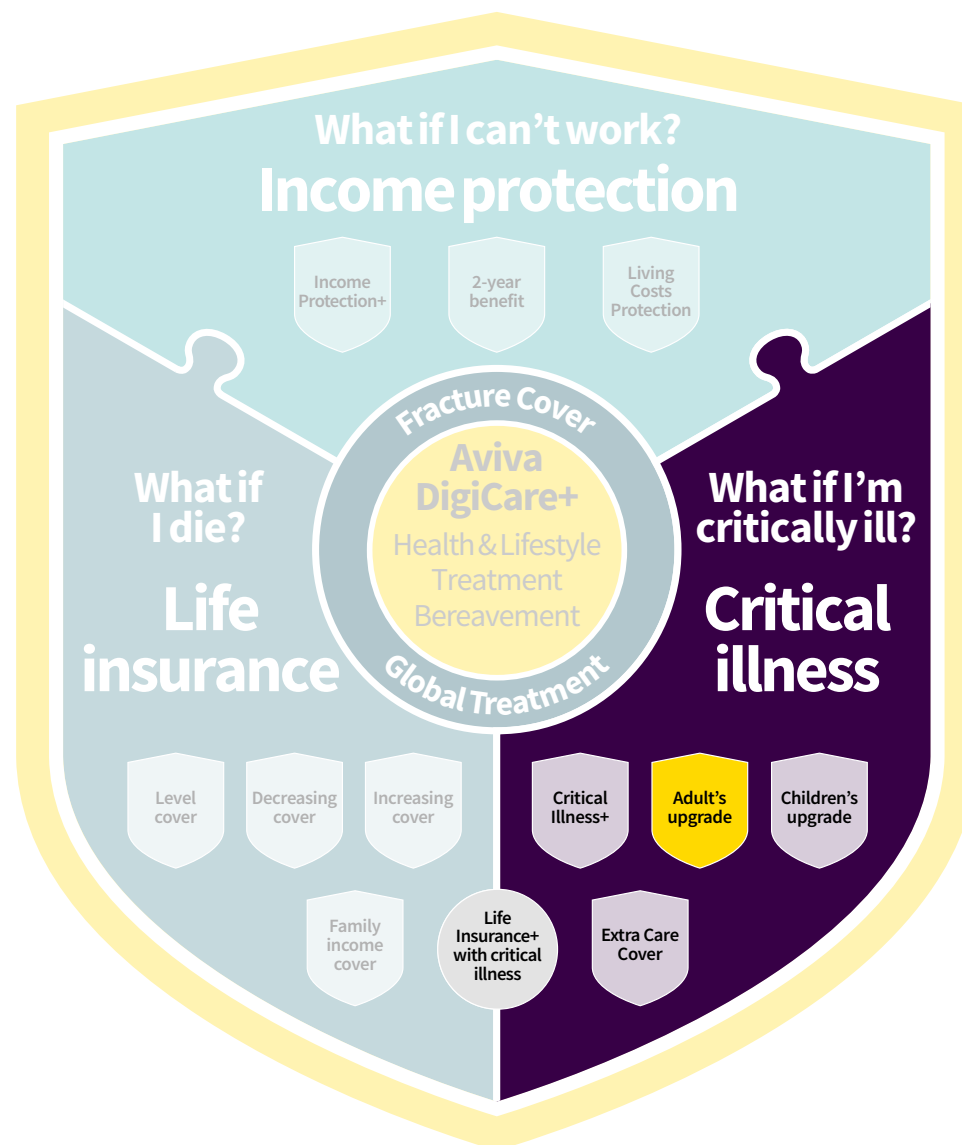 What if I can't work?
Income protection
Income
Protection+
2-year
benefit
Living
Costs
Protection
Fracture Cover
Aviva
DigiCare+
Health & Lifestyle
Treatment
Bereavement
Global Treatment
What if
I die?
Life
insurance
Level
cover
Decreasing
cover
Increasing
cover
Family
income
cover
What if I'm
critically ill?
Critical
illness
Critical
Illness+
Adult's
upgrade
Children's
upgrade
Life
Insurance+
with critical
illness
Extra Care
Cover